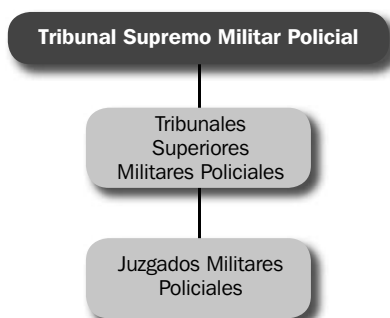 Tribunal Supremo Militar Policial
Tribunales
Superiores
Militares Policiales
Juzgados Militares
Policiales